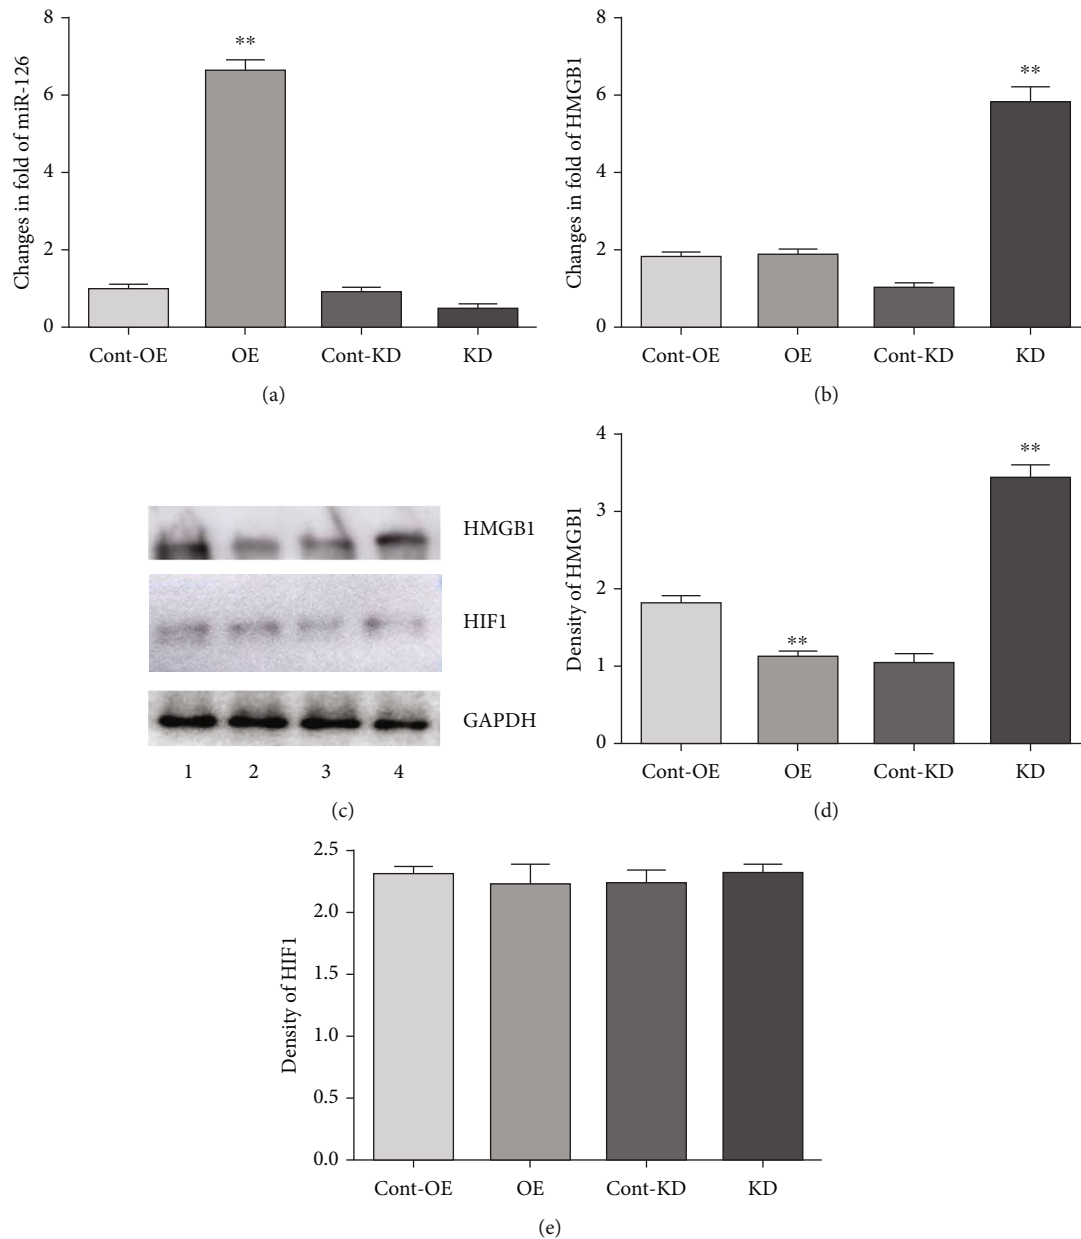 8
6
4
2
0
Changes in fold of miR-126
**
Cont-OE OE Cont-KD KD
(a)
8
6
4
2
0
Changes in fold of HMGB1
**
Cont-OE OE Cont-KD KD
(b)
HMGB1
HIF1
GAPDH
1 2 3 4
(c)
4
3
2
1
0
Density of HMGB1
**
**
Cont-OE OE Cont-KD KD
(d)
2.5
2.0
1.5
1.0
0.5
0.0
Density of HIF1
Cont-OE OE Cont-KD KD
(e)